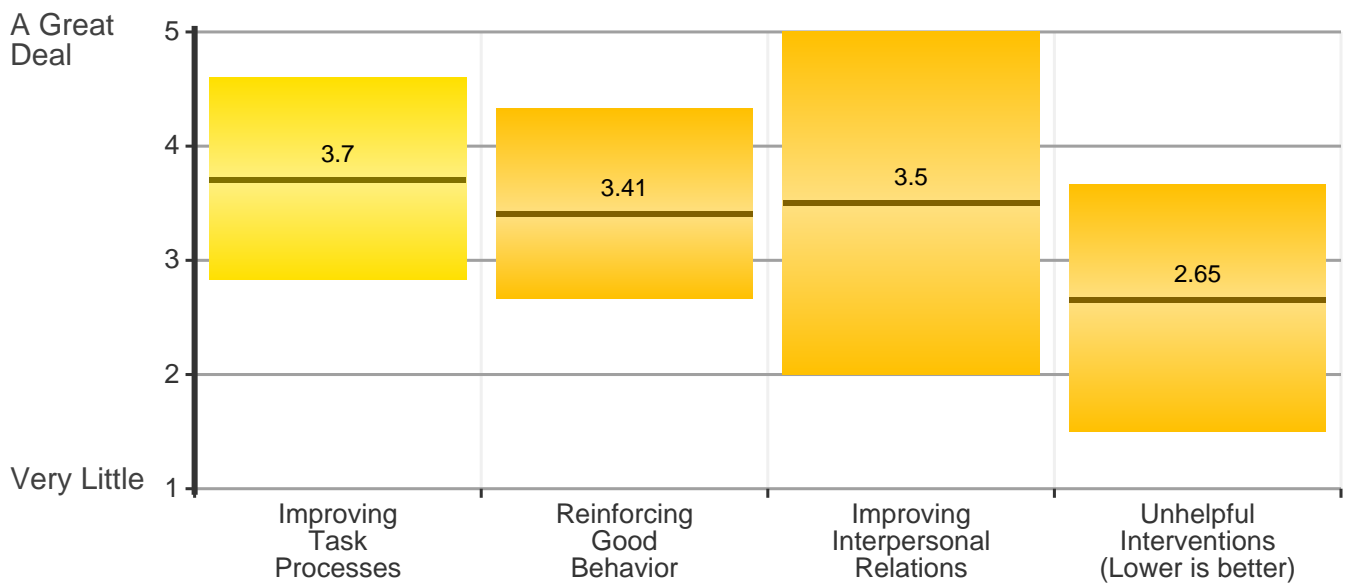 A Great
Deal
5
4
3
2
Very Little
1
3.7
3.41
3.5
2.65
Improving
Task
Processes
Reinforcing
Good
Behavior
Improving
Interpersonal
Relations
Unhelpful
Interventions
(Lower is better)